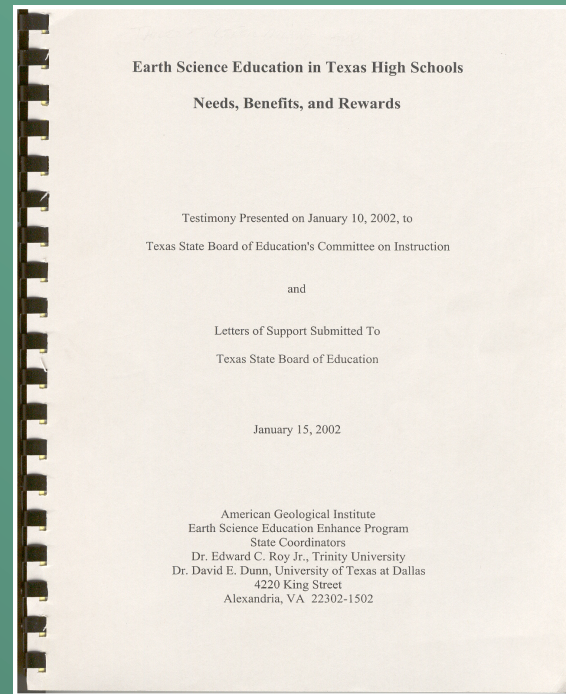 Earth Science Education in Texas High Schools
Needs, Benefits, and Rewards
Testimony Presented on January 10, 2002, to
Texas State Board of Education's Committee on Instruction
and
Letters of Support Submitted To
Texas State Board of Education
January 15, 2002
American Geological Institute
Earth Science Education Enhance Program
State Coordinators
Dr. Edward C. Roy Jr., Trinity University
Dr. David E. Dunn, University of Texas at Dallas
4220 King Street
Alexandria, VA 22302-1502